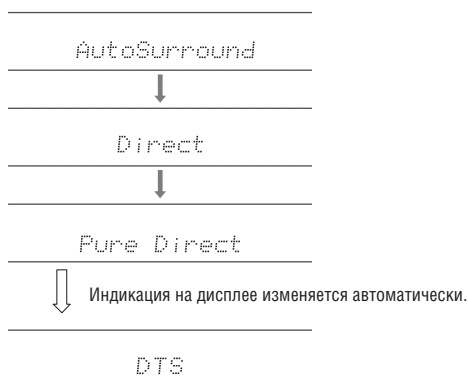 AutoSurround
Direct
Pure Direct
Индикация на дисплее изменяется автоматически.
DTS